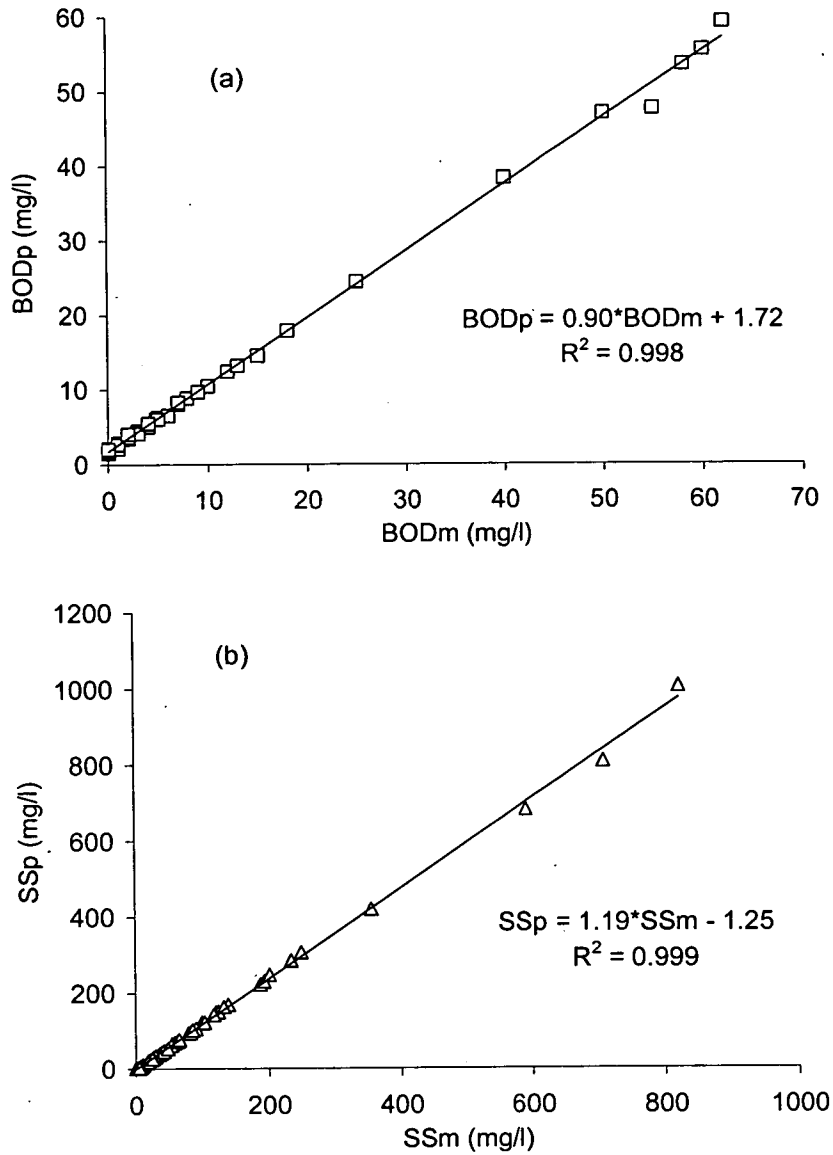 60
(a)
50
40
BODp (mg/l)
30
20
BODp = 0.90*BODm + 1.72
R² = 0.998
10
0
0 10 20 30 40 50 60 70
BODm (mg/l)
1200
(b)
1000
800
SSp (mg/l)
600
400
SSp = 1.19*SSm - 1.25
R² = 0.999
200
0
0 200 400 600 800 1000
SSm (mg/l)